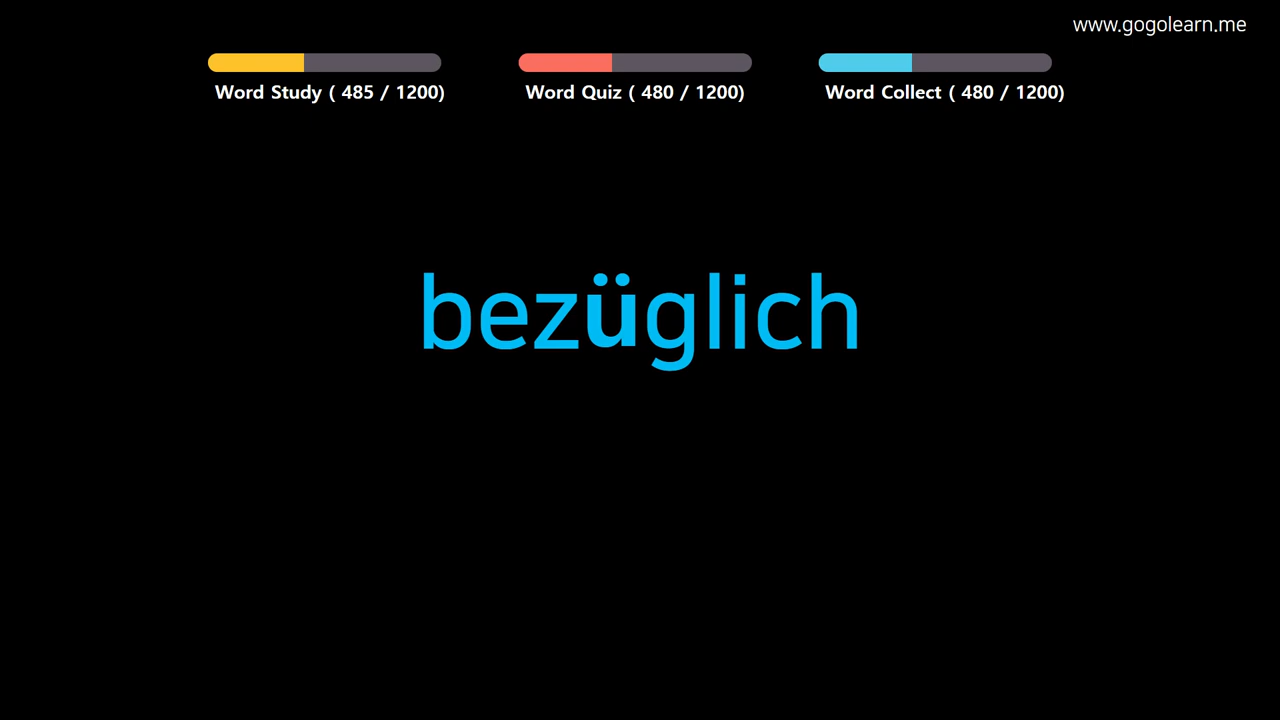 www.gogolearn.me
Word Study ( 485 / 1200)
Word Quiz ( 480 / 1200)
Word Collect ( 480 / 1200)
bezüglich